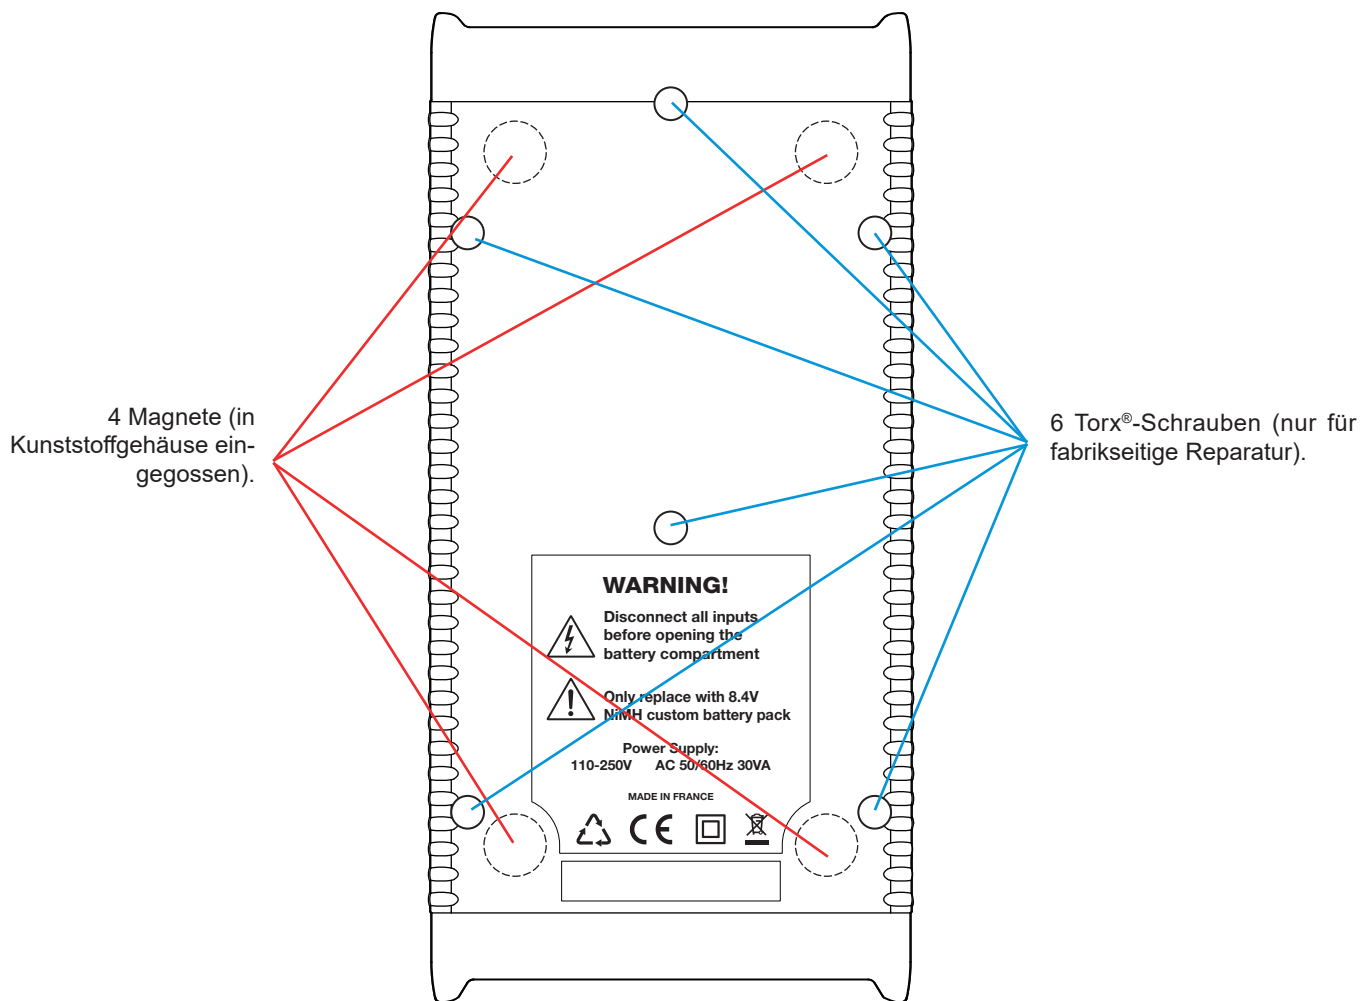 4 Magnete (in
Kunststoffgehäuse ein-
gegossen).
6 Torx®-Schrauben (nur für
fabrikseitige Reparatur).
WARNING!
Disconnect all inputs
before opening the
battery compartment
Only replace with 8.4V
NiMH custom battery pack
Power Supply:
110-250V AC 50/60Hz 30VA
MADE IN FRANCE
CE